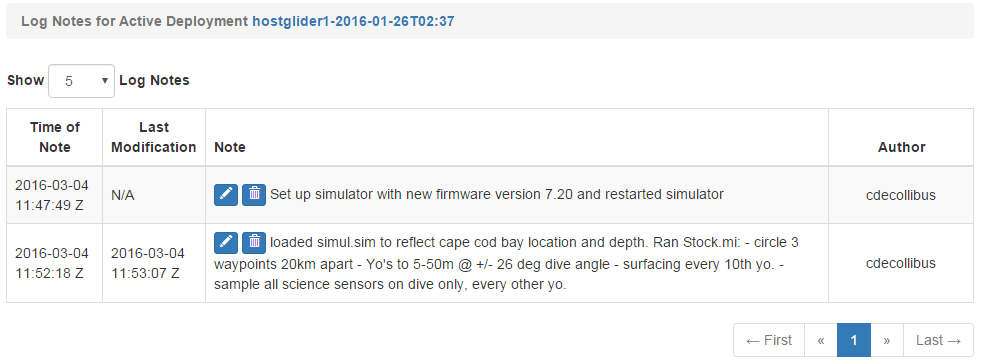 Log Notes for Active Deployment hostglider1-2016-01-26T02:37
Show 5 Log Notes
Time of Note
Last Modification
Note
Author
2016-03-04
11:47:49 Z
N/A
Set up simulator with new firmware version 7.20 and restarted simulator
cdecollibus
2016-03-04
11:52:18 Z
2016-03-04
11:53:07 Z
loaded simul.sim to reflect cape cod bay location and depth. Ran Stock.mi: - circle 3
waypoints 20km apart - Yo's to 5-50m @ +/- 26 deg dive angle - surfacing every 10th yo. -
sample all science sensors on dive only, every other yo.
cdecollibus
← First « 1 » Last →